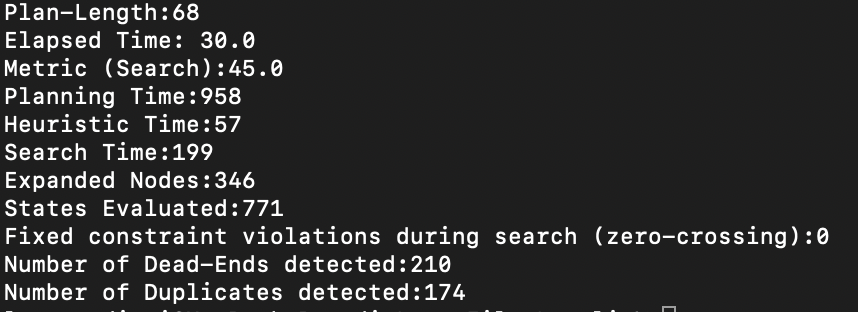 Plan-Length:68
Elapsed Time: 30.0
Metric (Search):45.0
Planning Time:958
Heuristic Time:57
Search Time:199
Expanded Nodes:346
States Evaluated:771
Fixed constraint violations during search (zero-crossing):0
Number of Dead-Ends detected:210
Number of Duplicates detected:174